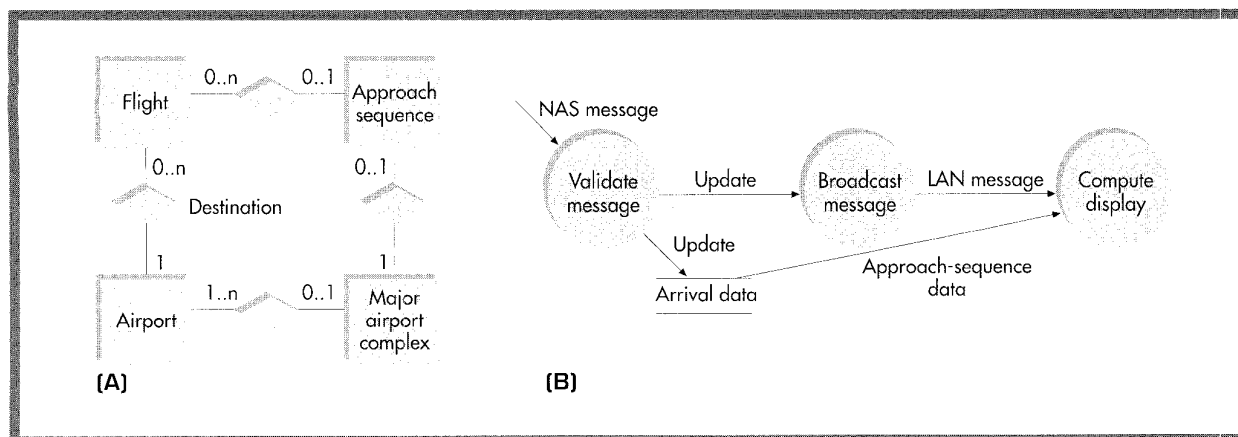 0..n
0..1
Flight
Approach
sequence
0..n
0..1
Destination
1
1
1..n
0..1
Airport
Major
airport
complex
(A)
NAS message
Validate
message
Update
Broadcast
message
LAN message
Compute
display
Update
Arrival data
Approach-sequence
data
(B)